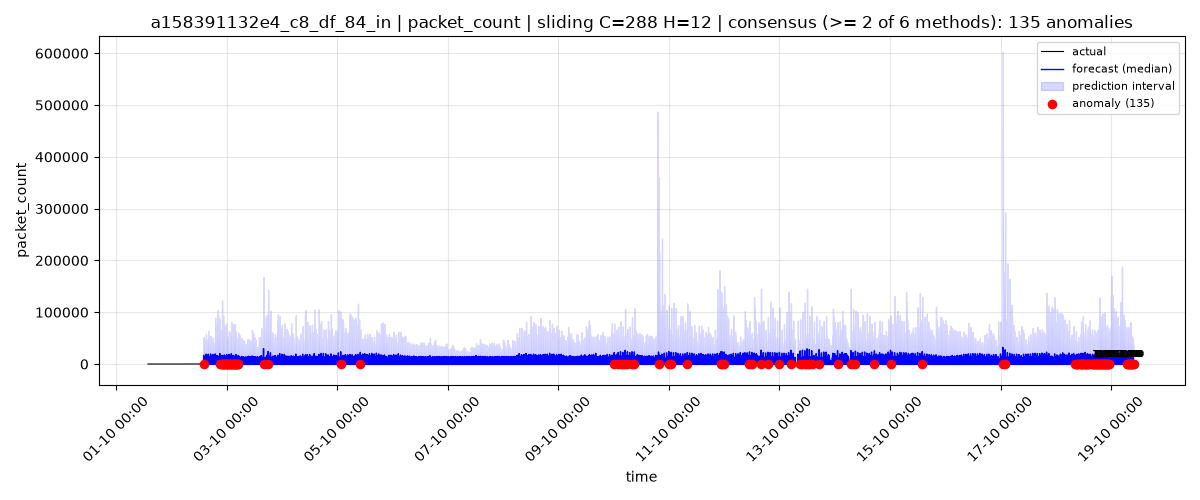 a158391132e4_c8_df_84_in | packet_count | sliding C=288 H=12 | consensus (>= 2 of 6 methods): 135 anomalies
600000
500000
400000
300000
200000
100000
0
packet_count
actual
forecast (median)
prediction interval
anomaly (135)
01-10 00:00
03-10 00:00
05-10 00:00
07-10 00:00
09-10 00:00
11-10 00:00
13-10 00:00
15-10 00:00
17-10 00:00
19-10 00:00
time